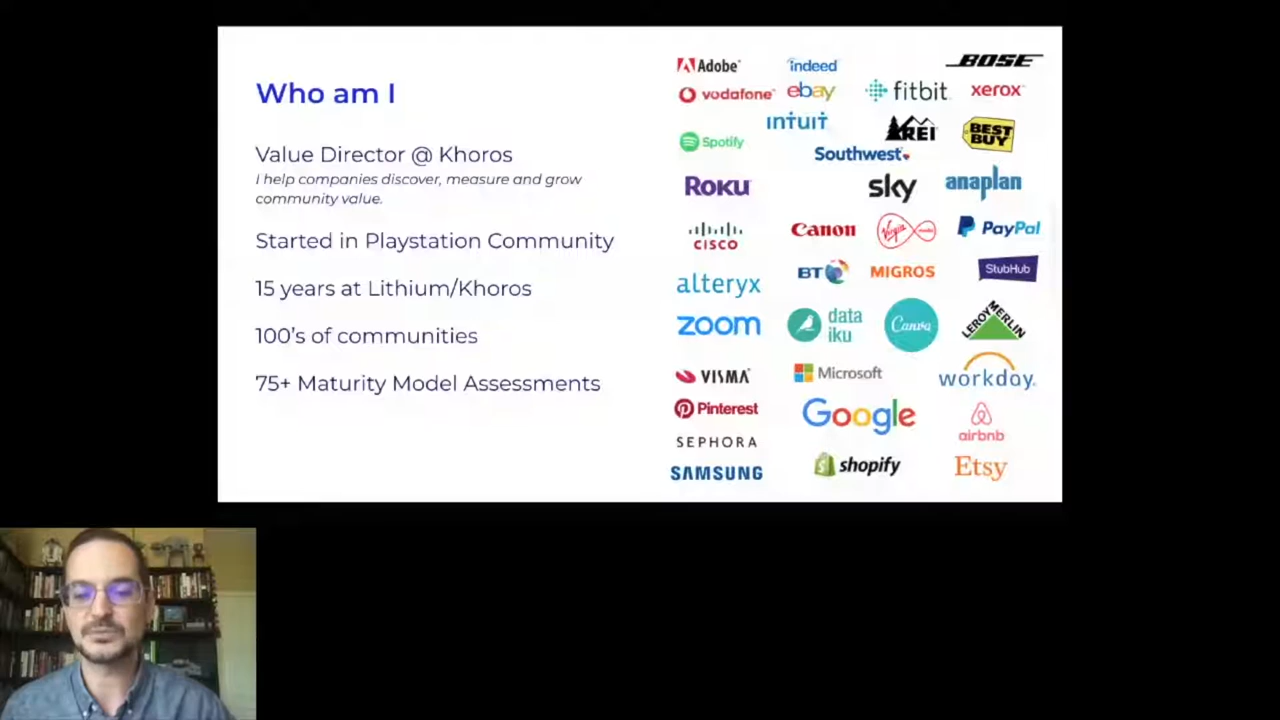 Who am I
Value Director @ Khoros
I help companies discover, measure and grow
community value.
Started in Playstation Community
15 years at Lithium/Khoros
100's of communities
75+ Maturity Model Assessments
Adobe
indeed
BOSE
vodafone
ebay
fitbit
xerox
intuit
Spotify
REI
BEST
BUY
Southwest
ROKU
sky
anaplan
CISCO
Canon
Virgin media
PayPal
alteryx
BT
MIGROS
StubHub
zoom
data
iku
Canva
LEROY MERLIN
VISMA
Microsoft
workday.
Pinterest
Google
airbnb
SEPHORA
SAMSUNG
shopify
Etsy